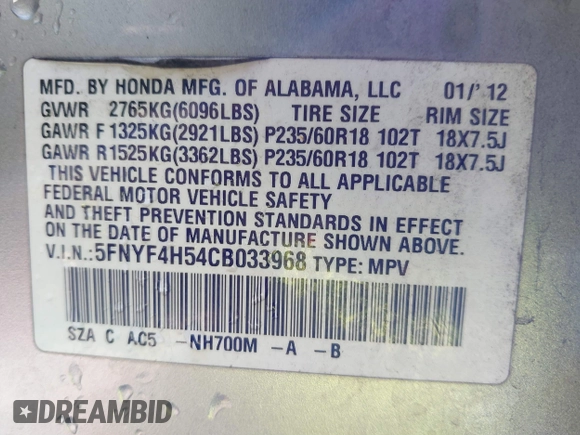 MFD. BY HONDA MFG. OF ALABAMA, LLC 01/'12
GVWR 2765KG(6096LBS) TIRE SIZE RIM SIZE
GAWR F 1325KG(2921LBS) P235/60R18 102T 18X7.5J
GAWR R1525KG(3362LBS) P235/60R18 102T 18X7.5J
THIS VEHICLE CONFORMS TO ALL APPLICABLE
FEDERAL MOTOR VEHICLE SAFETY
AND THEFT PREVENTION STANDARDS IN EFFECT
ON THE DATE OF MANUFACTURE SHOWN ABOVE.
V.I.N.:5FNYF4H54CB033968 TYPE: MPV
SZA C AC5 -NH700M -A -B
DREAMBID